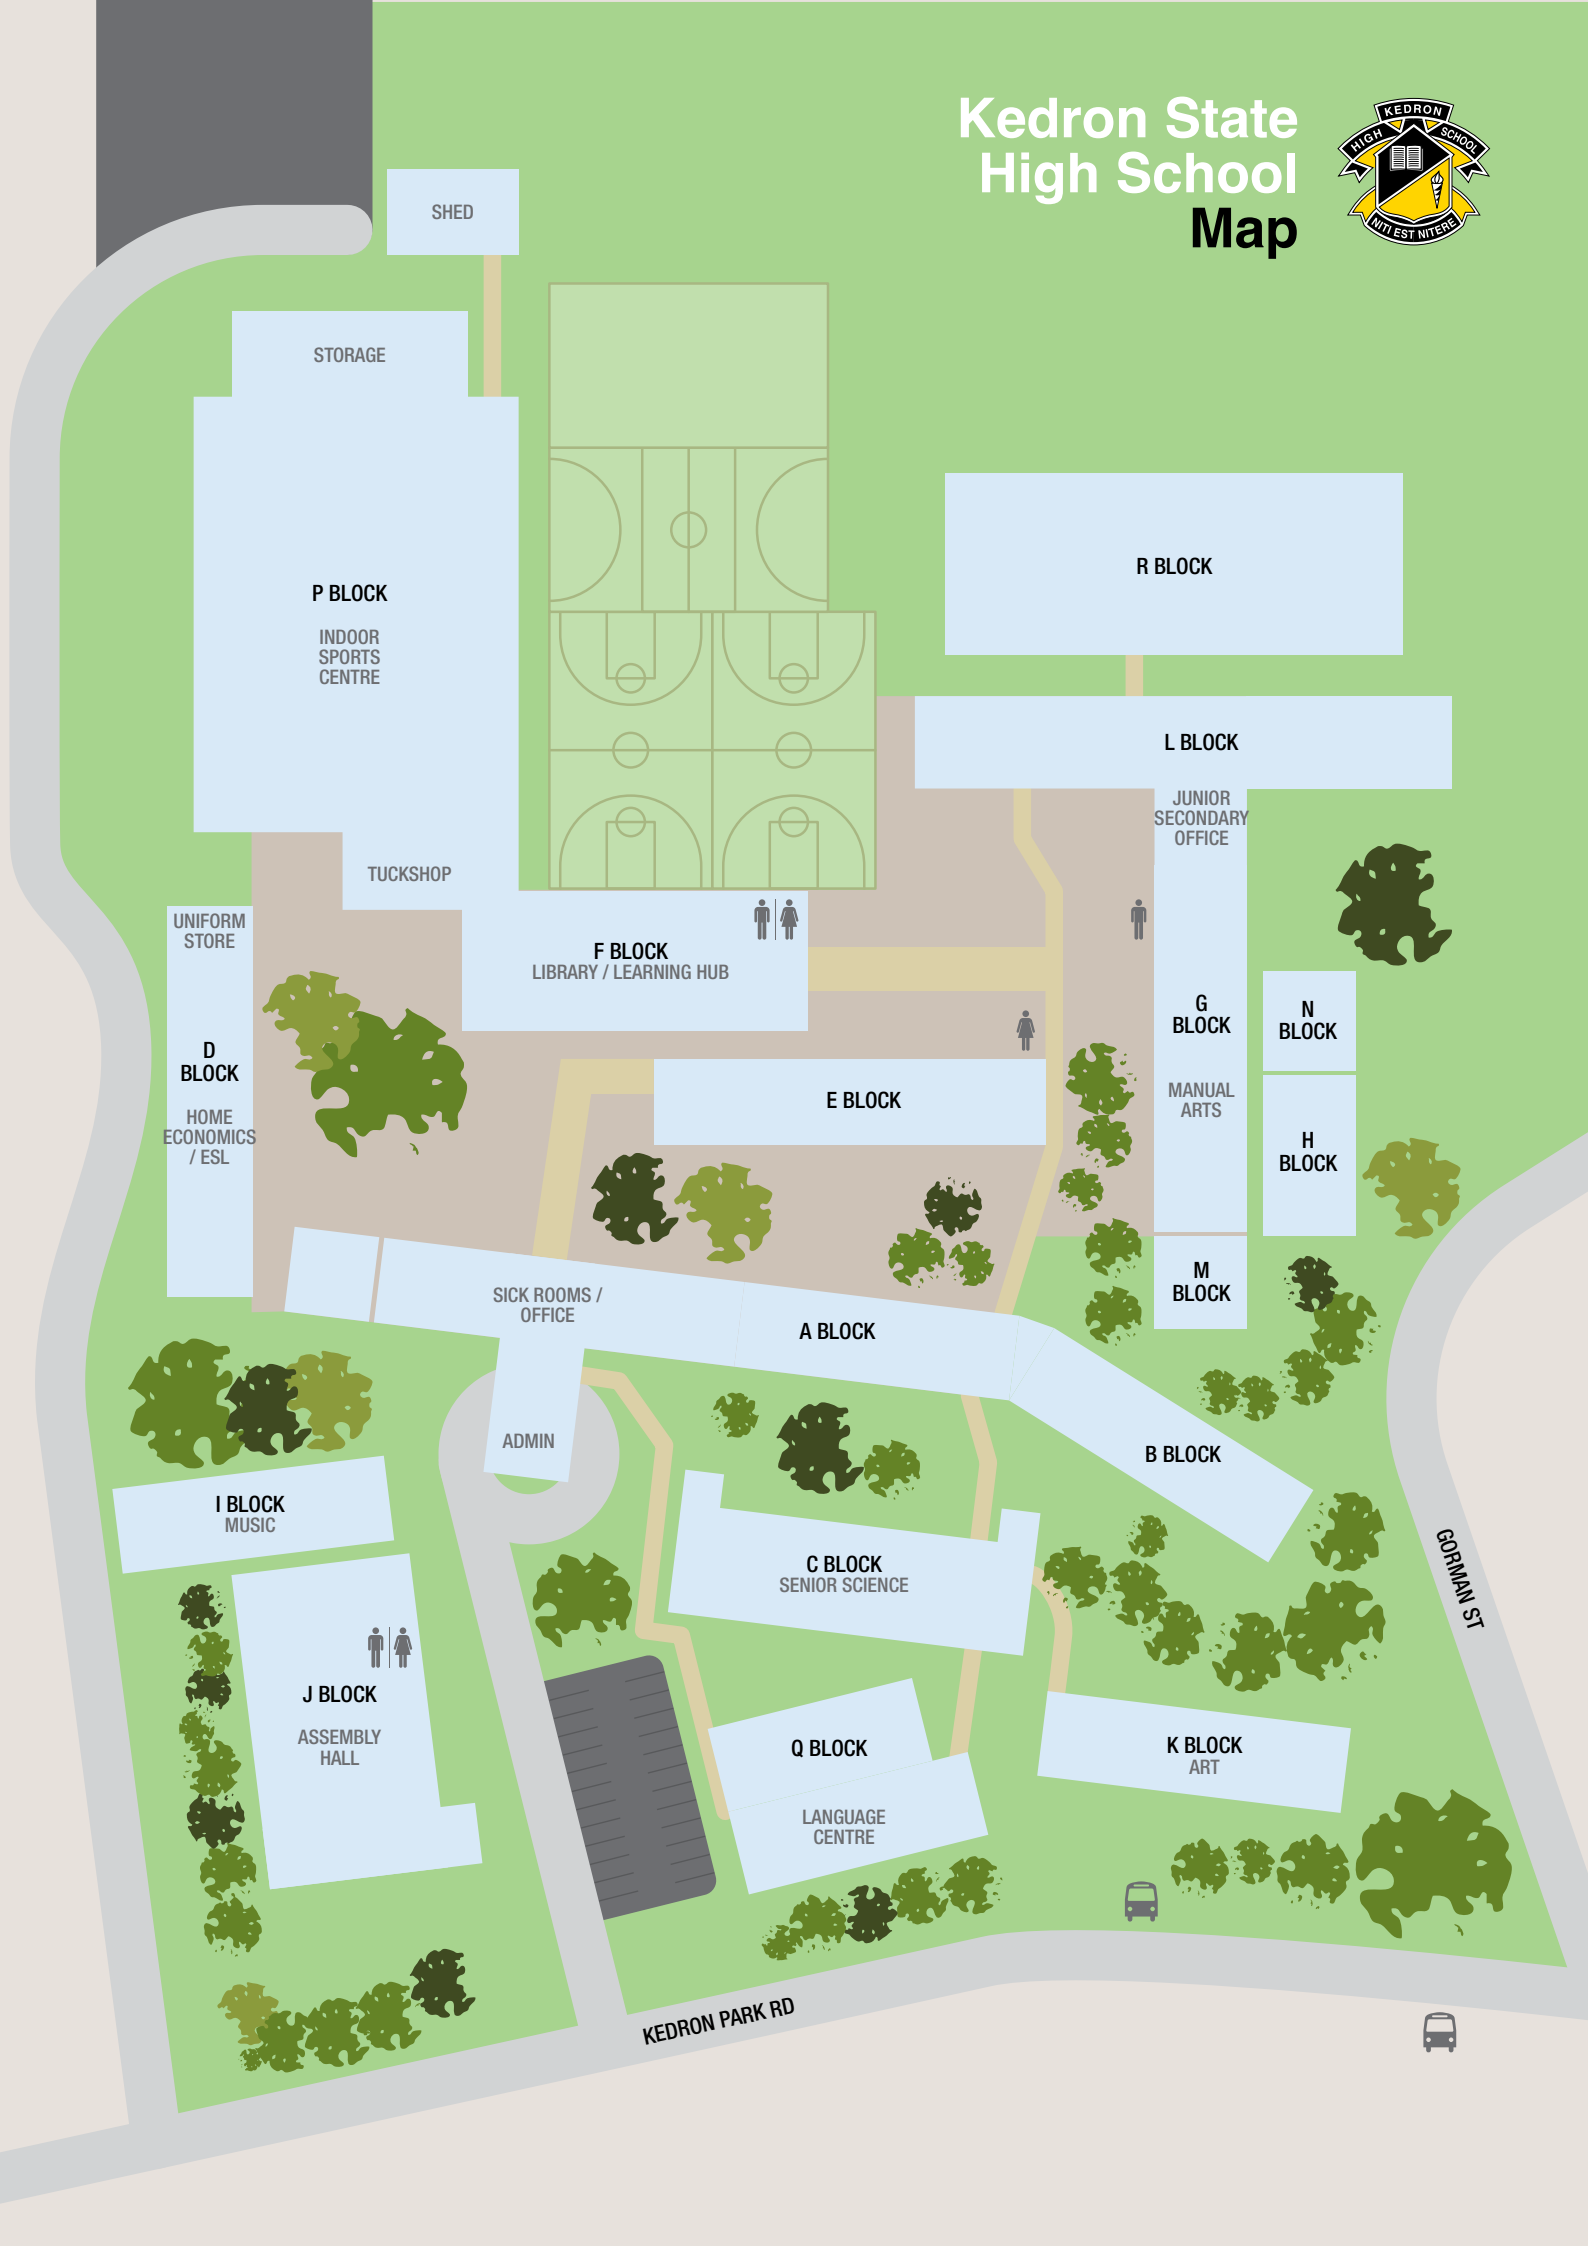 Kedron State
High School
Map
KEDRON
HIGH
SCHOOL
NITI EST NITERE
SHED
STORAGE
P BLOCK
INDOOR
SPORTS
CENTRE
R BLOCK
L BLOCK
JUNIOR
SECONDARY
OFFICE
TUCKSHOP
UNIFORM
STORE
F BLOCK
LIBRARY / LEARNING HUB
G
BLOCK
MANUAL
ARTS
N
BLOCK
D
BLOCK
HOME
ECONOMICS
/ ESL
E BLOCK
H
BLOCK
M
BLOCK
SICK ROOMS /
OFFICE
A BLOCK
ADMIN
B BLOCK
I BLOCK
MUSIC
C BLOCK
SENIOR SCIENCE
GORMAN ST
J BLOCK
ASSEMBLY
HALL
Q BLOCK
LANGUAGE
CENTRE
K BLOCK
ART
KEDRON PARK RD